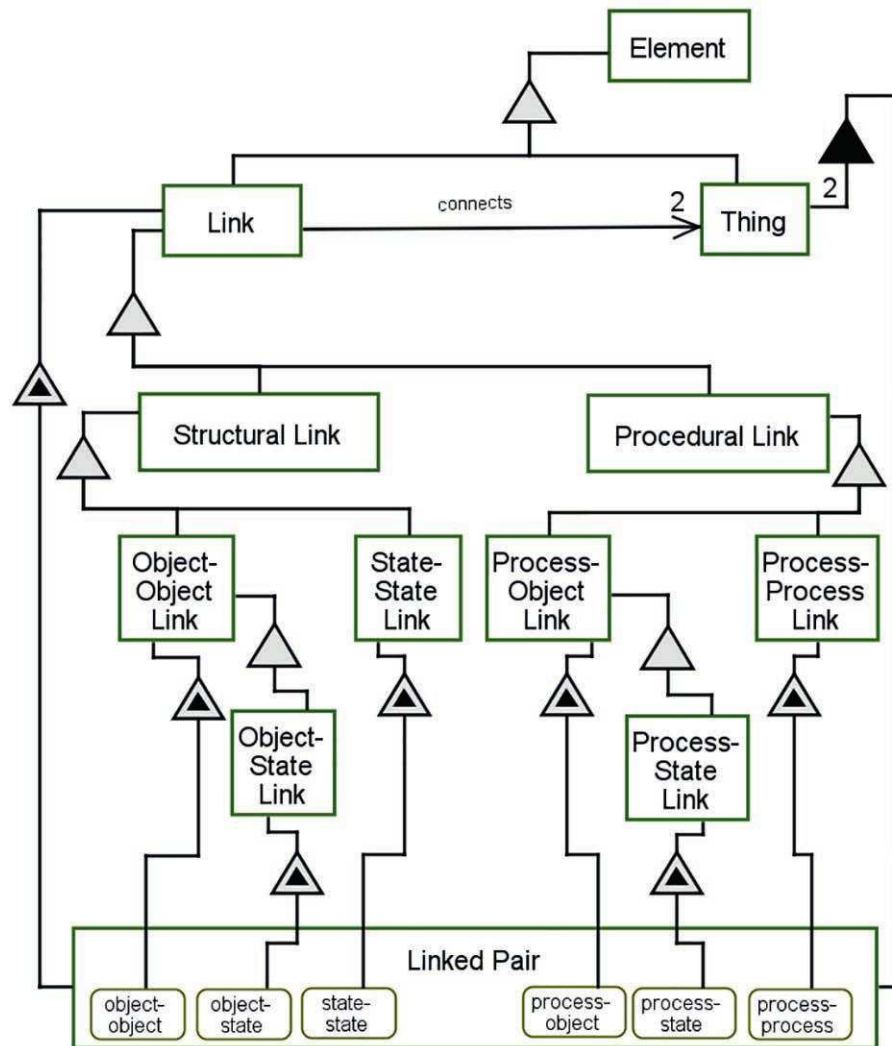 Element
connects
2
2
Link
Thing
Structural Link
Procedural Link
Object-
Object
Link
State-
State
Link
Process-
Object
Link
Process-
Process
Link
Object-
State
Link
Process-
State
Link
Linked Pair
object-
object
object-
state
state-
state
process-
object
process-
state
process-
process